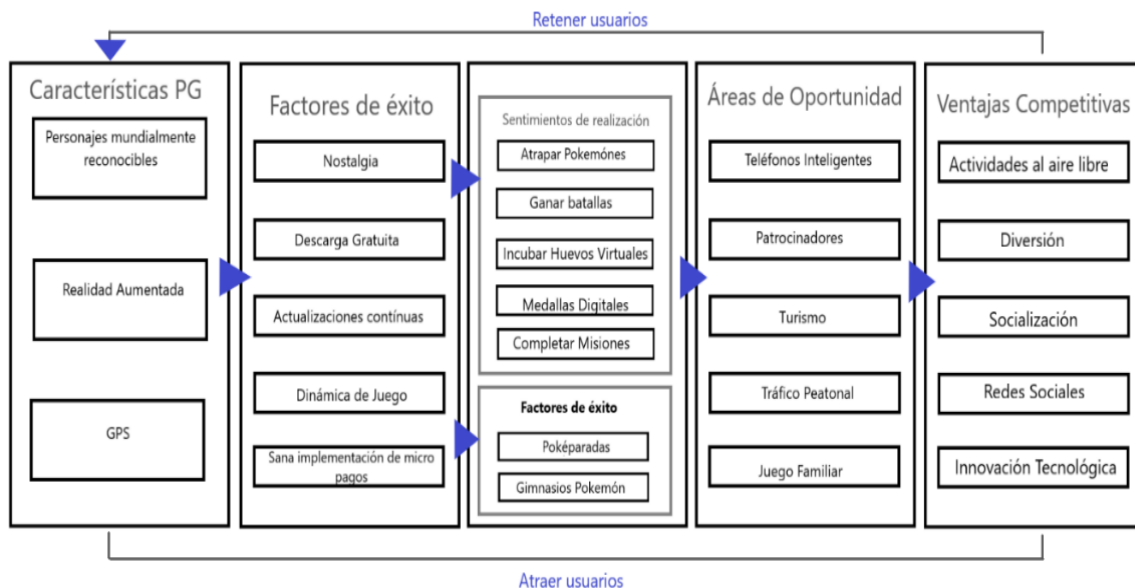 Retener usuarios
Características PG
Personajes mundialmente
reconocibles
Realidad Aumentada
GPS
Factores de éxito
Nostalgia
Descarga Gratuita
Actualizaciones contínuas
Dinámica de Juego
Sana implementación de micro
pagos
Sentimientos de realización
Atrapar Pokemónes
Ganar batallas
Incubar Huevos Virtuales
Medallas Digitales
Completar Misiones
Factores de éxito
Poképaradas
Gimnasios Pokemón
Áreas de Oportunidad
Teléfonos Inteligentes
Patrocinadores
Turismo
Tráfico Peatonal
Juego Familiar
Ventajas Competitivas
Actividades al aire libre
Diversión
Socialización
Redes Sociales
Innovación Tecnológica
Atraer usuarios